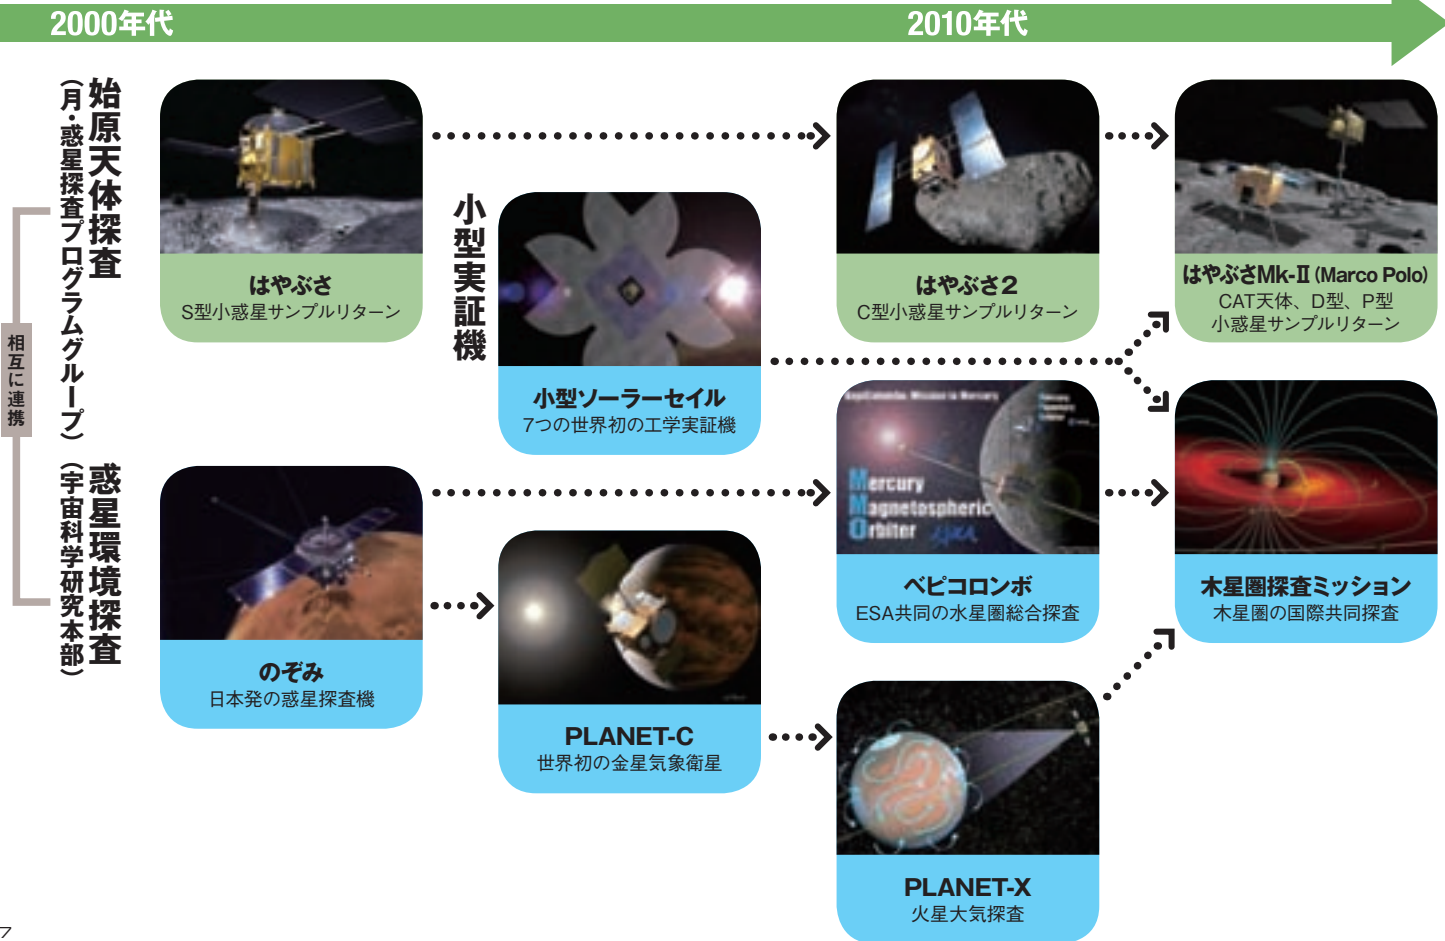 2000年代
2010年代
始原天体探査
（月・惑星探査プログラムグループ）
相互に連携
惑星環境探査
（宇宙科学研究本部）
はやぶさ
S型小惑星サンプルリターン
小型実証機
小型ソーラーセイル
7つの世界初の工学実証機
はやぶさ2
C型小惑星サンプルリターン
はやぶさMk-Ⅱ (Marco Polo)
CAT天体、D型、P型
小惑星サンプルリターン
のぞみ
日本発の惑星探査機
PLANET-C
世界初の金星気象衛星
BepiColombo, Mission to Mercury
Mercury
Magnetospheric
Orbiter
ベピコロンボ
ESA共同の水星圏総合探査
木星圏探査ミッション
木星圏の国際共同探査
PLANET-X
火星大気探査
7